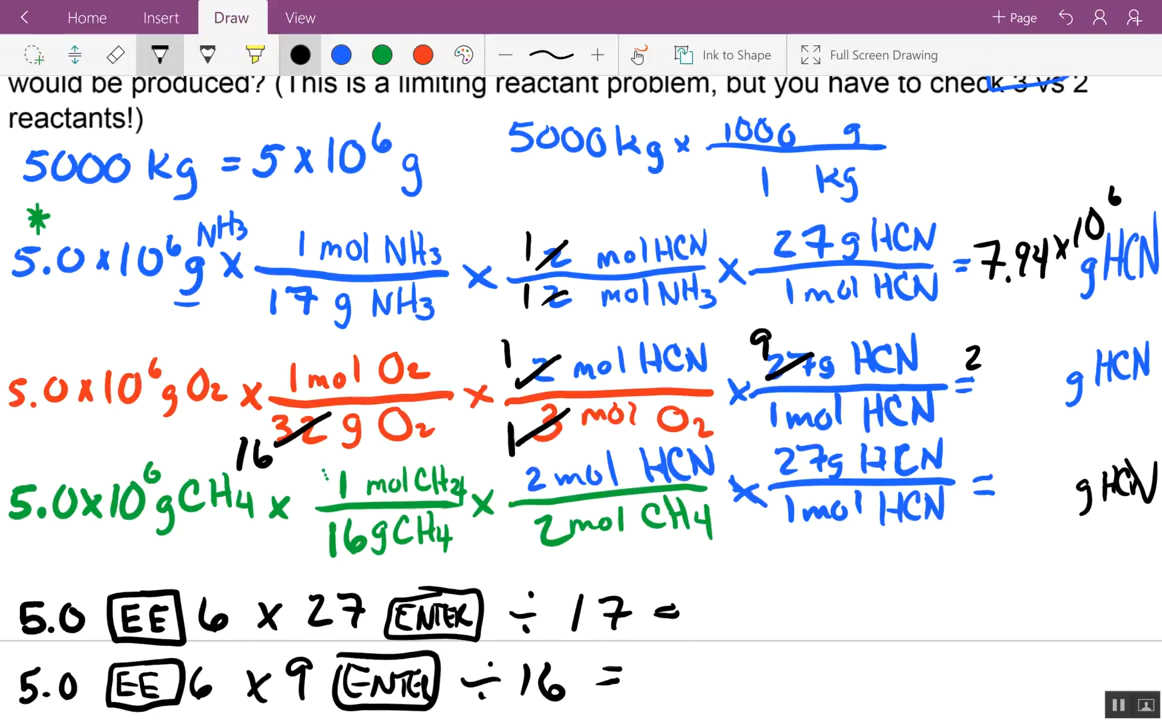 Home Insert Draw View + Page
Ink to Shape Full Screen Drawing
would be produced? (This is a limiting reactant problem, but you have to check 3 vs 2
reactants!)
5000 kg = 5 x 10^6 g 5000 kg x 1000 g / 1 kg
*
5.0 x 10^6 g NH3 x 1 mol NH3 / 17 g NH3 x 1 2 mol HCN / 1 2 mol NH3 x 27 g HCN / 1 mol HCN = 7.94 x 10^6 g HCN
5.0 x 10^6 g O2 x 1 mol O2 / 32 16 g O2 x 1 2 mol HCN / 1 3 mol O2 x 9 27 g HCN / 1 mol HCN = 2 g HCN
5.0 x 10^6 g CH4 x 1 mol CH4 / 16 g CH4 x 2 mol HCN / 2 mol CH4 x 27 g HCN / 1 mol HCN = g HCN
5.0 EE 6 x 27 ENTER ÷ 17 =
5.0 EE 6 x 9 ENTER ÷ 16 =